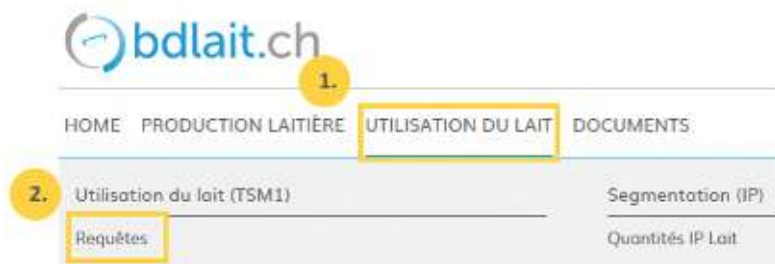 bdlait.ch
1.
HOME PRODUCTION LAITIÈRE UTILISATION DU LAIT DOCUMENTS
2. Utilisation du lait (TSM1) Segmentation (IP)
Requêtes Quantités IP Lait